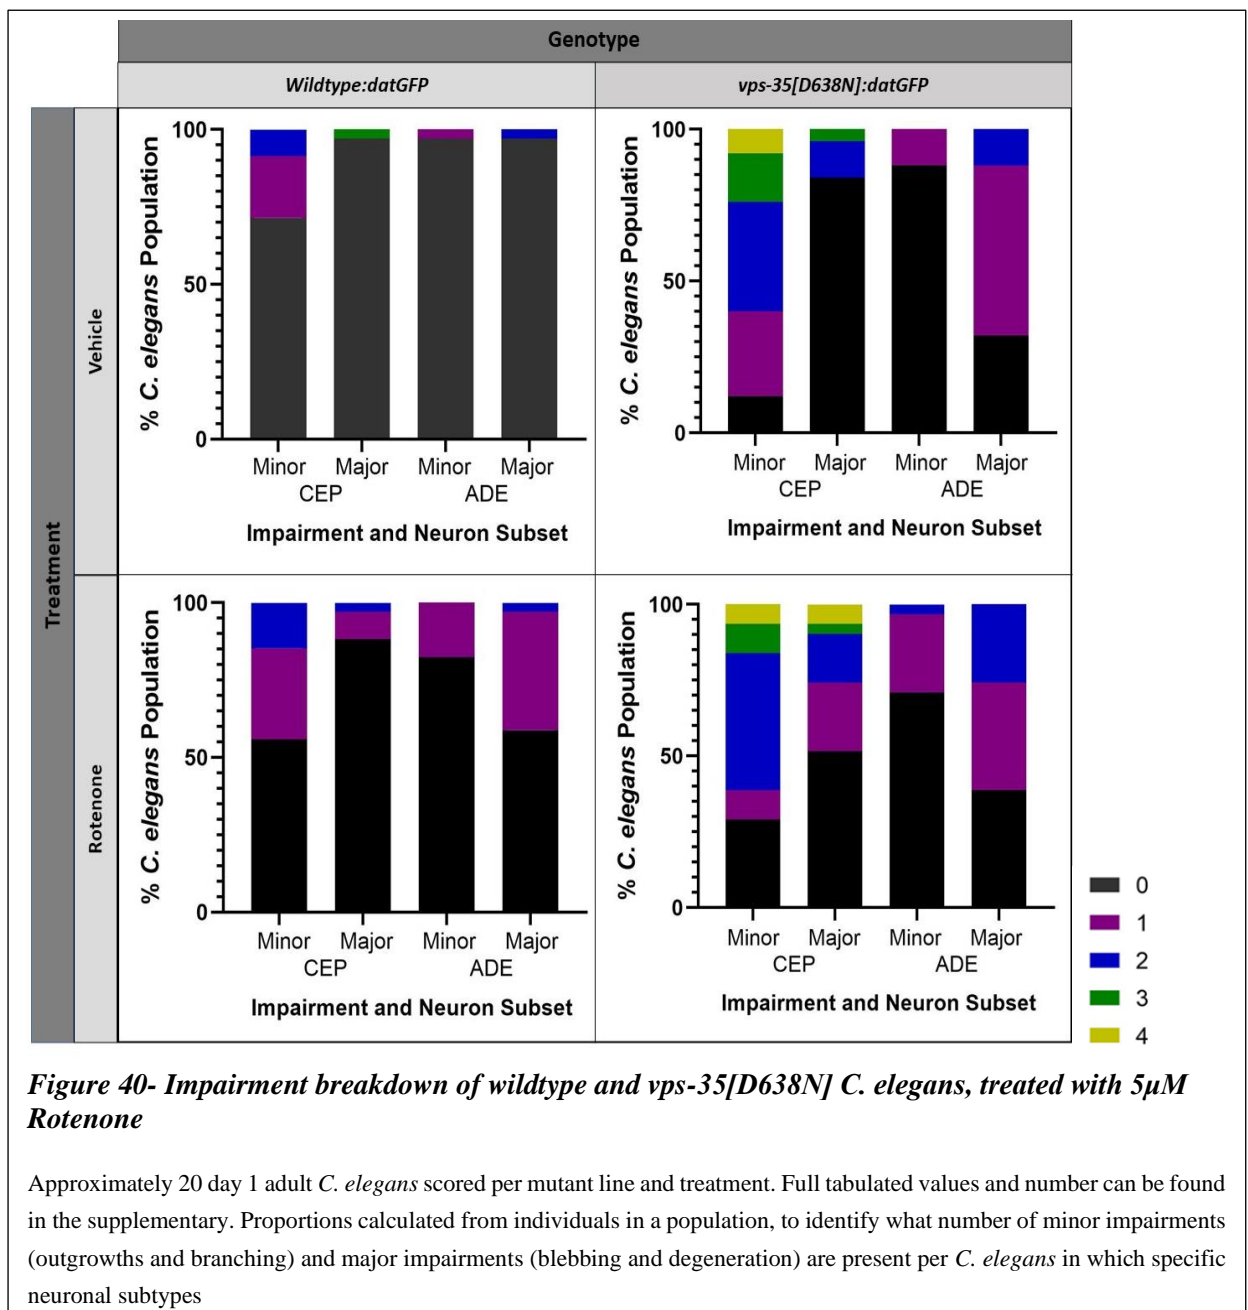 Genotype
Wildtype:datGFP
vps-35[D638N]:datGFP
Treatment
Vehicle
% C. elegans Population
100
50
0
Minor Major Minor Major
CEP ADE
Impairment and Neuron Subset
% C. elegans Population
100
50
0
Minor Major Minor Major
CEP ADE
Impairment and Neuron Subset
Rotenone
% C. elegans Population
100
50
0
Minor Major Minor Major
CEP ADE
Impairment and Neuron Subset
% C. elegans Population
100
50
0
Minor Major Minor Major
CEP ADE
Impairment and Neuron Subset
0
1
2
3
4
Figure 40- Impairment breakdown of wildtype and vps-35[D638N] C. elegans, treated with 5µM
Rotenone
Approximately 20 day 1 adult C. elegans scored per mutant line and treatment. Full tabulated values and number can be found
in the supplementary. Proportions calculated from individuals in a population, to identify what number of minor impairments
(outgrowths and branching) and major impairments (blebbing and degeneration) are present per C. elegans in which specific
neuronal subtypes